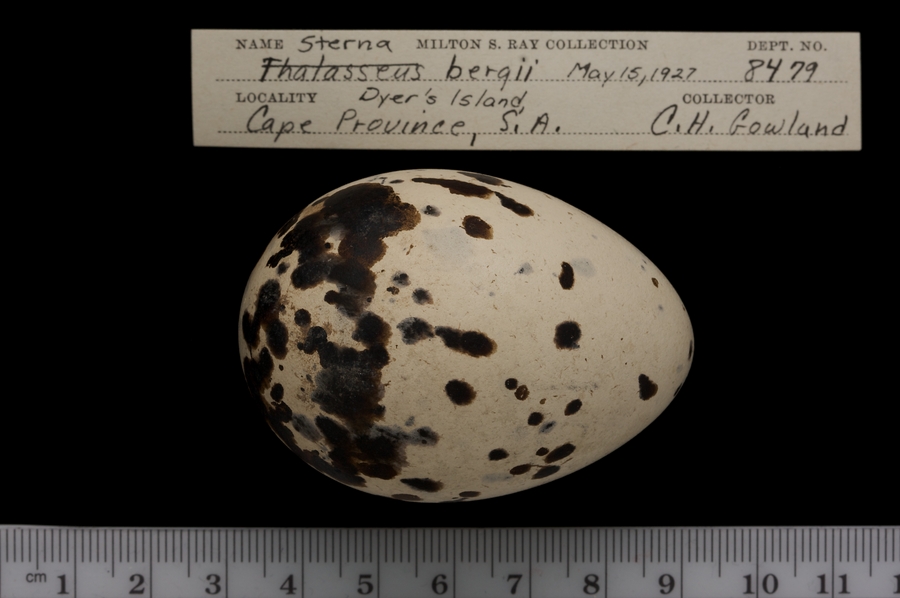 NAME Sterna MILTON S. RAY COLLECTION DEPT. NO.
Thalasseus bergii May 15, 1927 8479
LOCALITY Dyer's Island, COLLECTOR
Cape Province, S.A. C.H. Gowland
cm 1 2 3 4 5 6 7 8 9 10 11 1